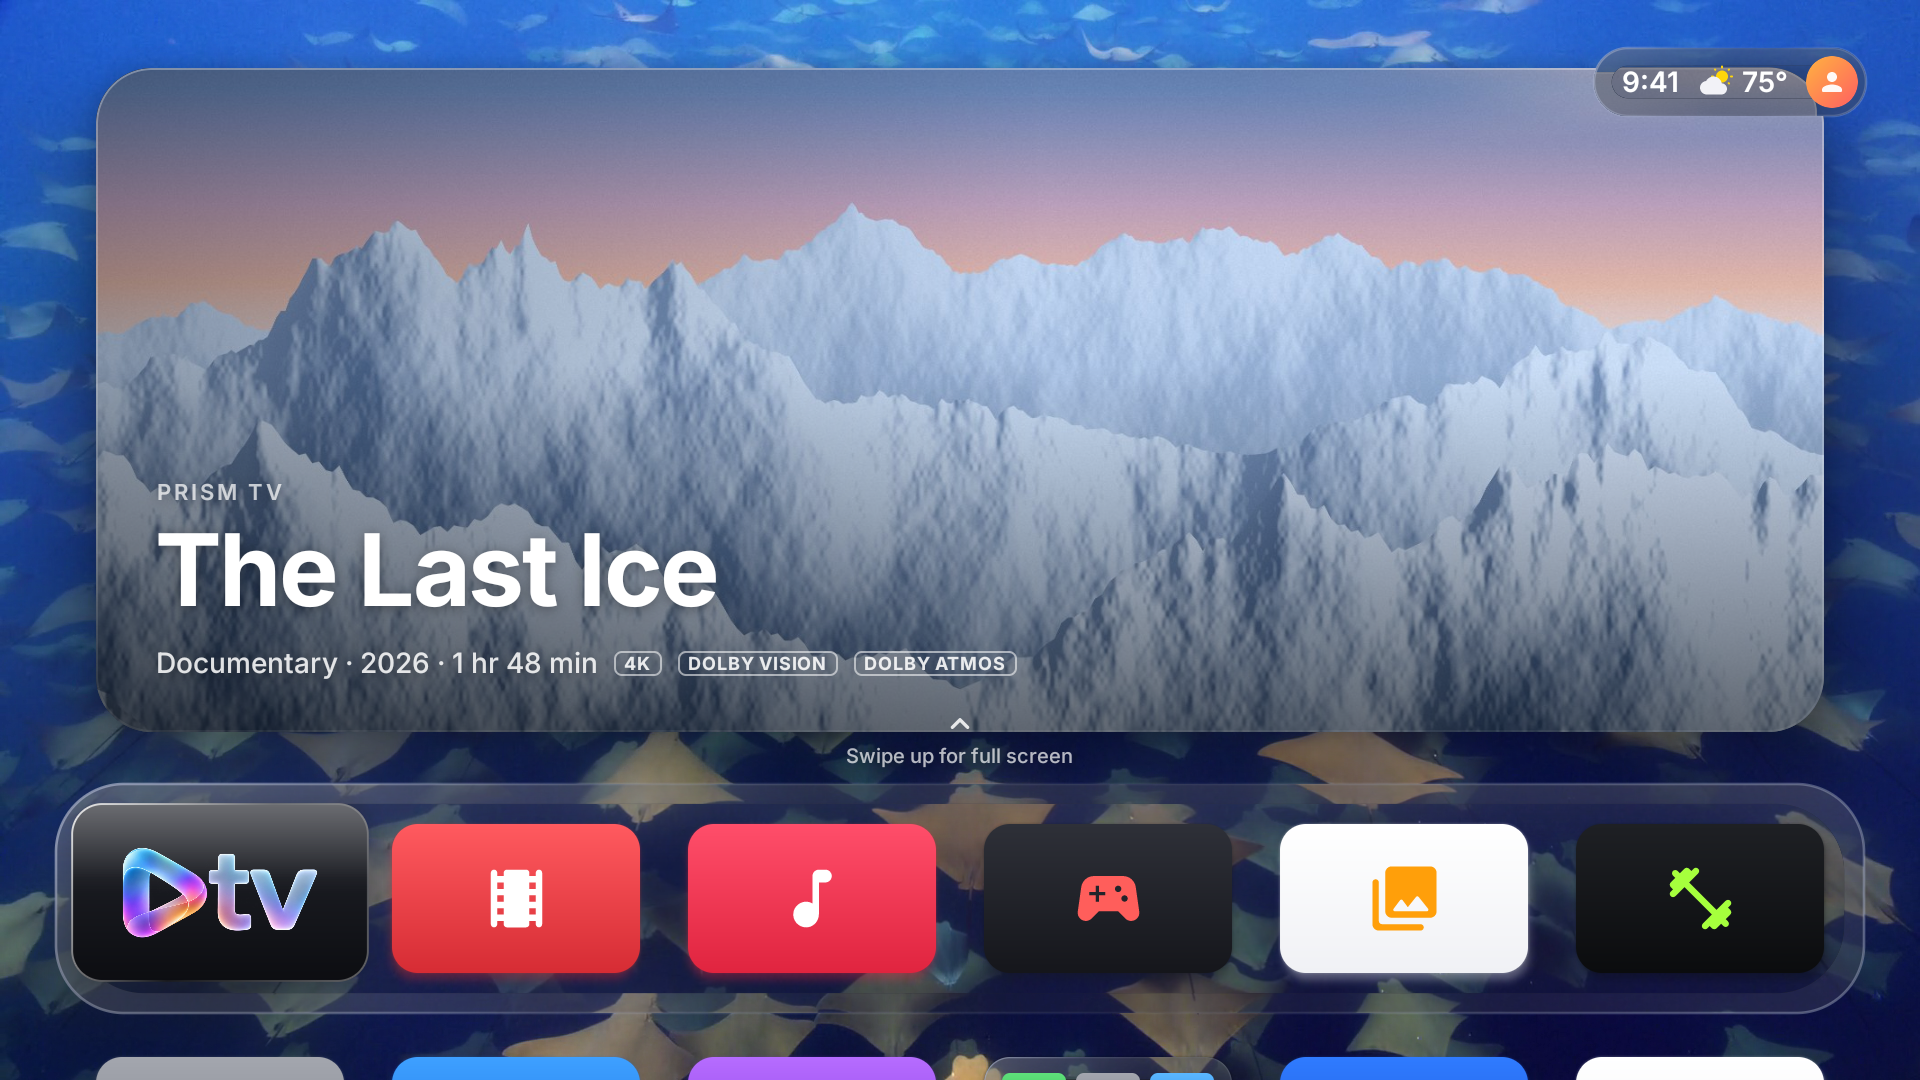 9:41 75°
PRISM TV
The Last Ice
Documentary · 2026 · 1 hr 48 min 4K DOLBY VISION DOLBY ATMOS
Swipe up for full screen
tv